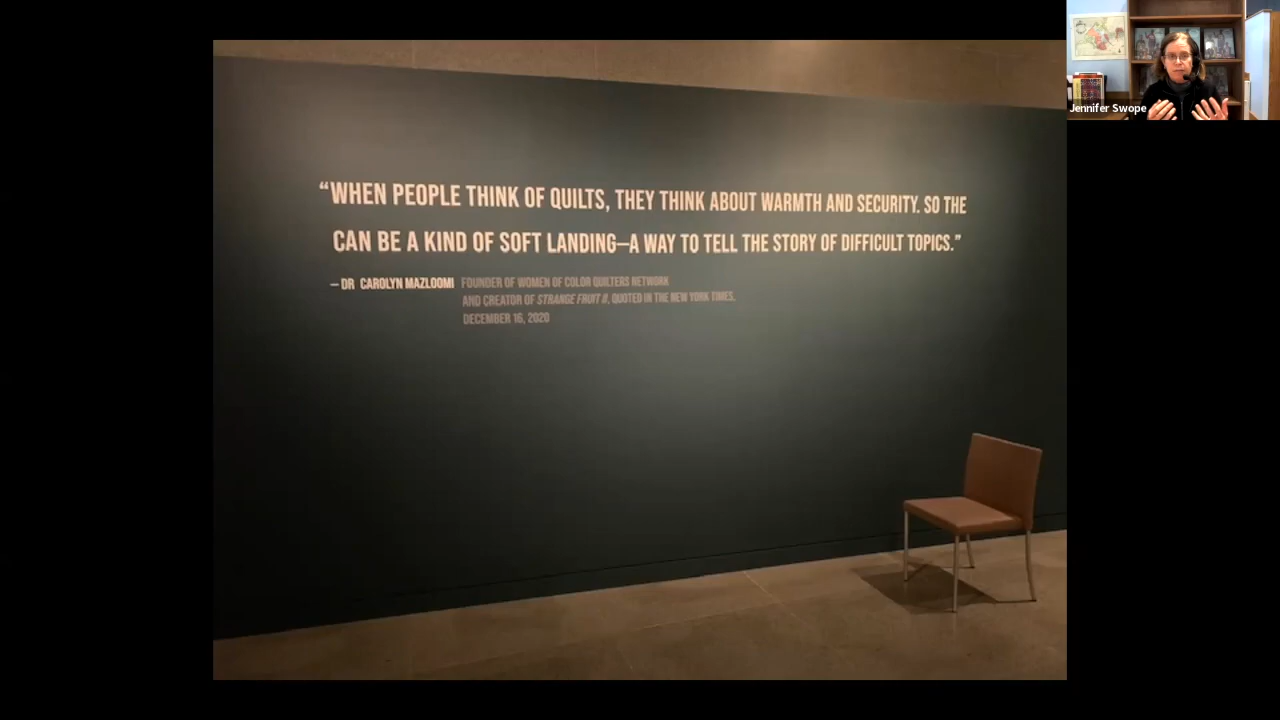 “WHEN PEOPLE THINK OF QUILTS, THEY THINK ABOUT WARMTH AND SECURITY. SO THE
CAN BE A KIND OF SOFT LANDING—A WAY TO TELL THE STORY OF DIFFICULT TOPICS.”
— DR CAROLYN MAZLOOMI FOUNDER OF WOMEN OF COLOR QUILTERS NETWORK
AND CREATOR OF STRANGE FRUIT II, QUOTED IN THE NEW YORK TIMES.
DECEMBER 16, 2020
Jennifer Swope